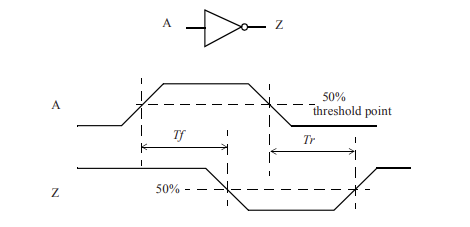 A Z
A
50%
threshold point
Tf
Tr
Z
50%